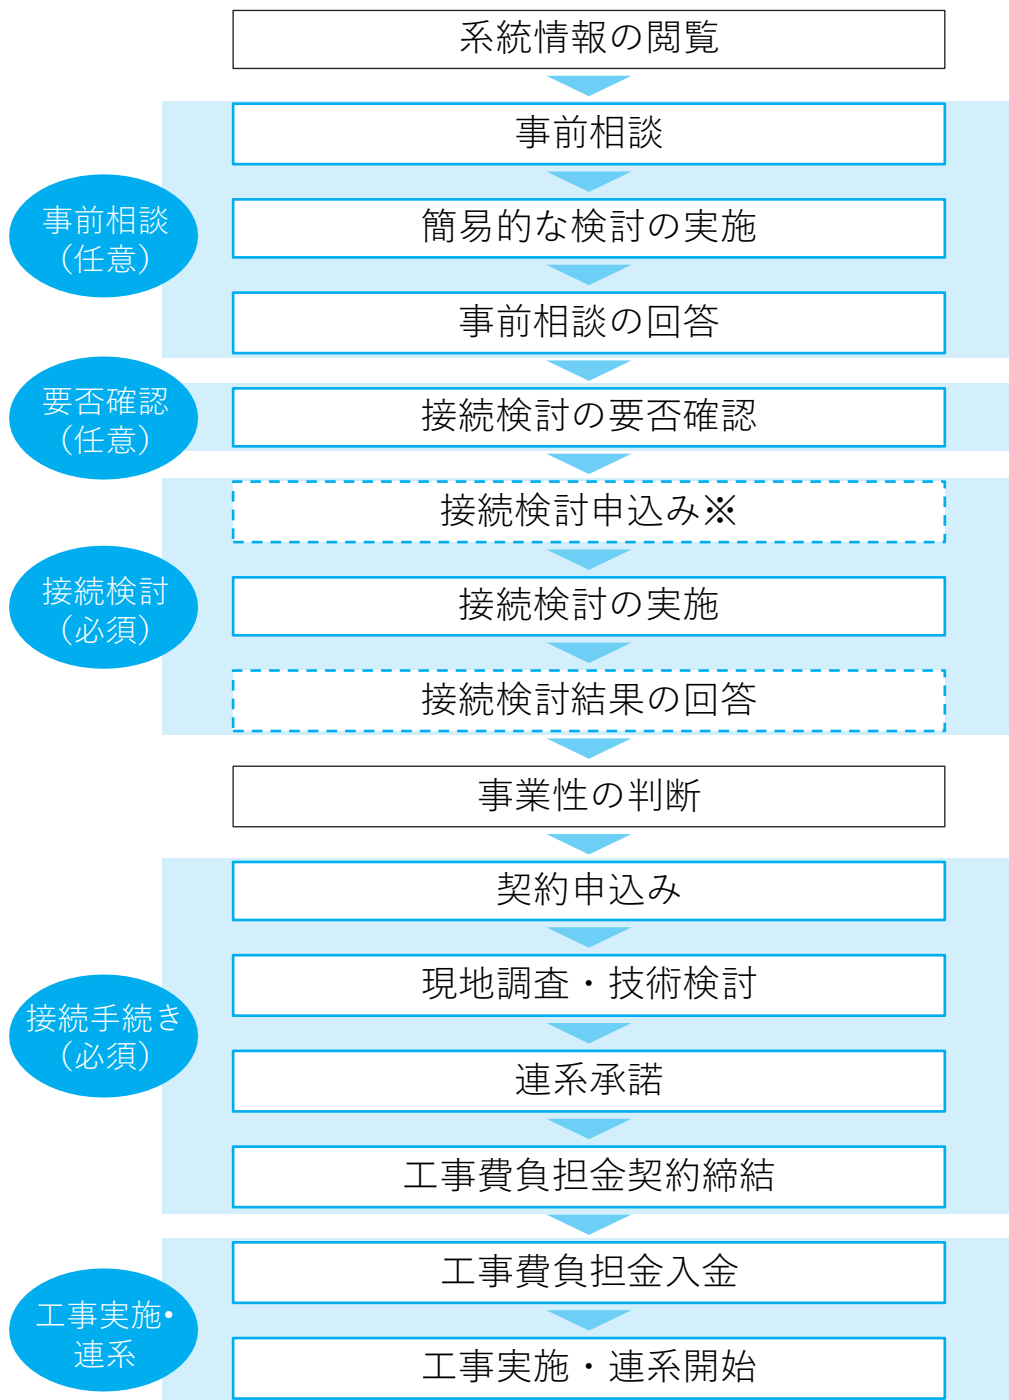 系統情報の閲覧
事前相談
(任意)
事前相談
簡易的な検討の実施
事前相談の回答
要否確認
(任意)
接続検討の要否確認
接続検討
(必須)
接続検討申込み※
接続検討の実施
接続検討結果の回答
事業性の判断
接続手続き
(必須)
契約申込み
現地調査・技術検討
連系承諾
工事費負担金契約締結
工事実施・
連系
工事費負担金入金
工事実施・連系開始